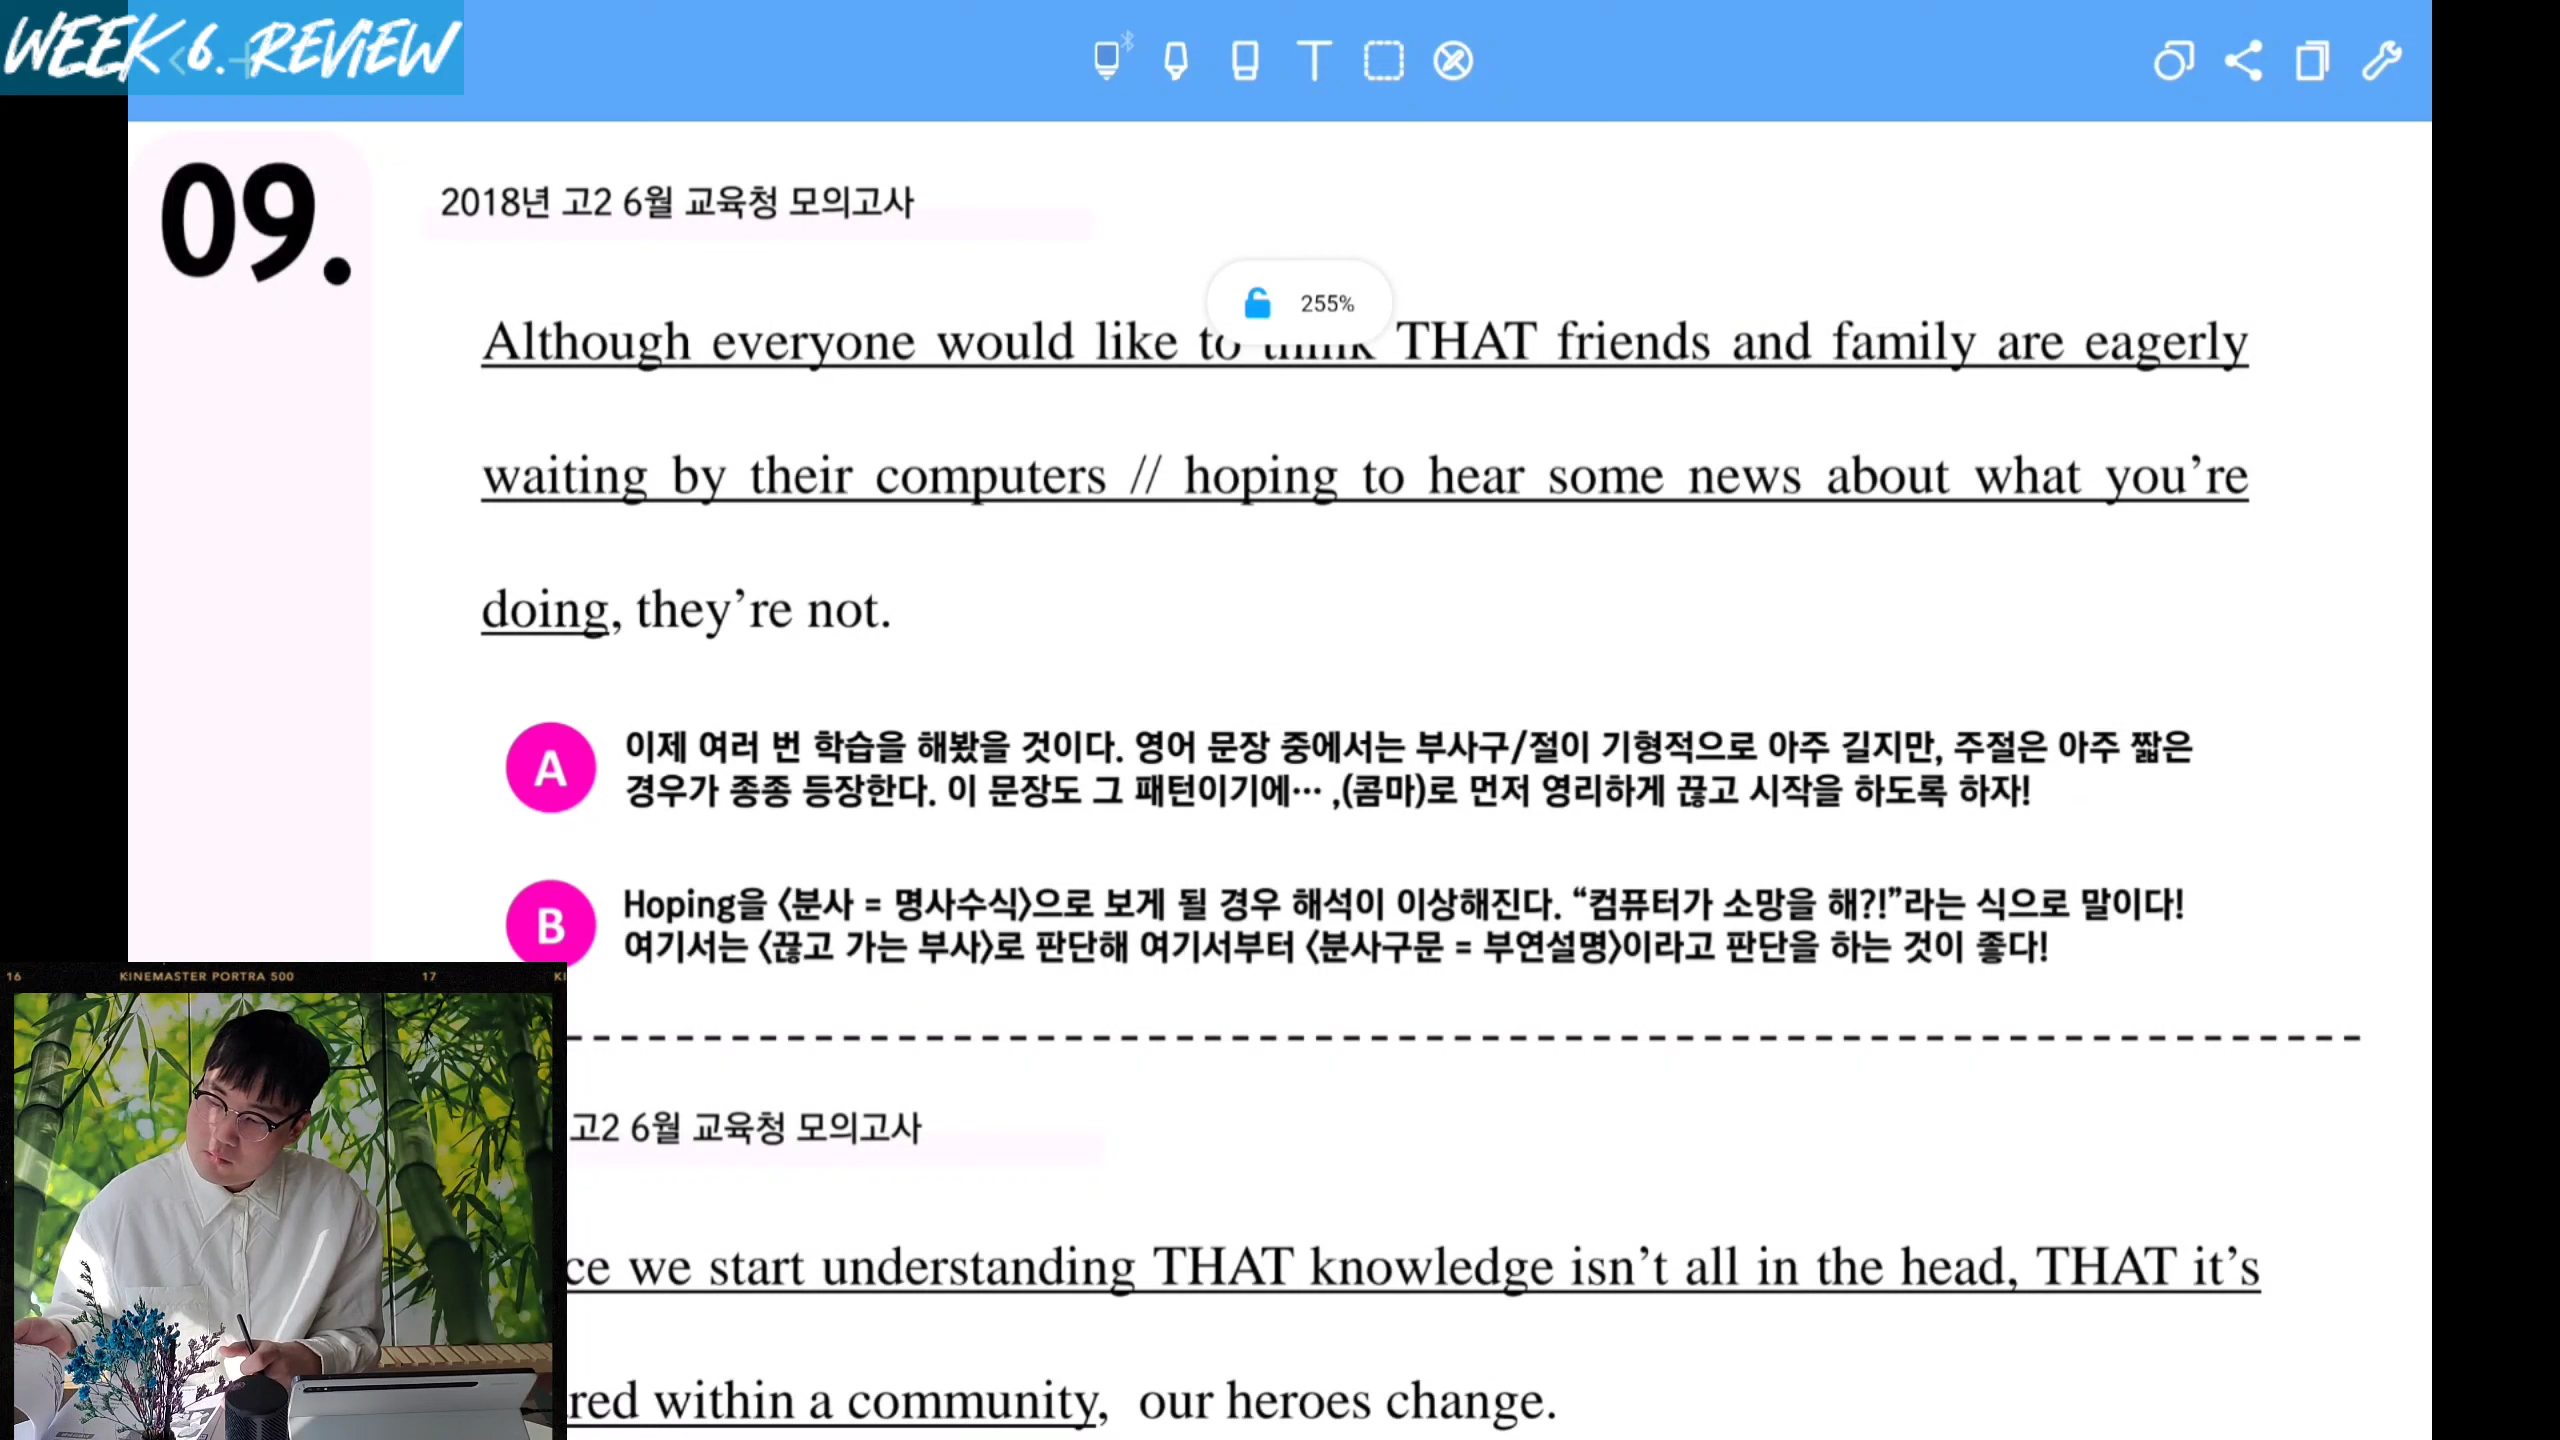 WEEK 6. REVIEW
09.
2018년 고2 6월 교육청 모의고사
255%
Although everyone would like to think THAT friends and family are eagerly
waiting by their computers // hoping to hear some news about what you’re
doing, they’re not.
A
이제 여러 번 학습을 해봤을 것이다. 영어 문장 중에서는 부사구/절이 기형적으로 아주 길지만, 주절은 아주 짧은
경우가 종종 등장한다. 이 문장도 그 패턴이기에… ,(콤마)로 먼저 영리하게 끊고 시작을 하도록 하자!
B
Hoping을 〈분사 = 명사수식〉으로 보게 될 경우 해석이 이상해진다. “컴퓨터가 소망을 해?!”라는 식으로 말이다!
여기서는 〈끊고 가는 부사〉로 판단해 여기서부터 〈분사구문 = 부연설명〉이라고 판단을 하는 것이 좋다!
16 KINEMASTER PORTRA 500 17 KI
고2 6월 교육청 모의고사
ce we start understanding THAT knowledge isn’t all in the head, THAT it’s
red within a community, our heroes change.